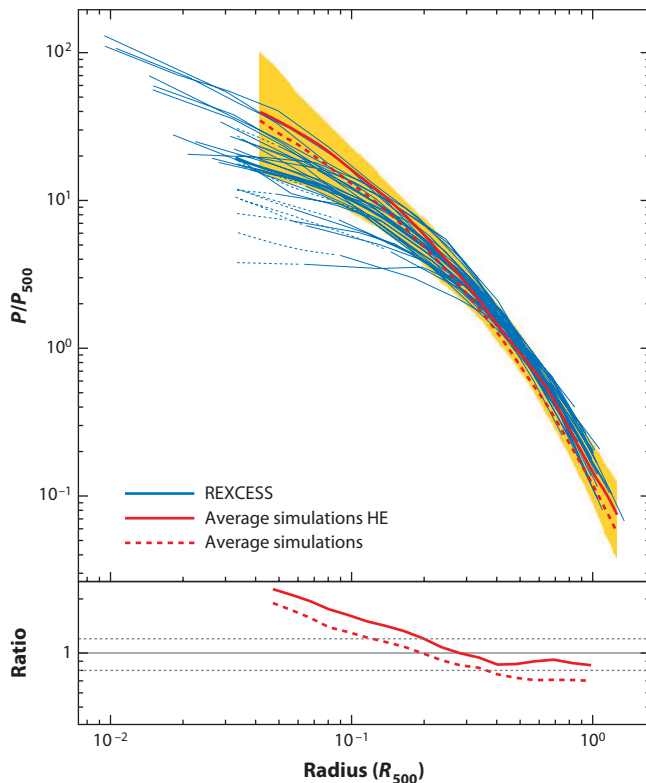 10²
10¹
P/P₅₀₀
10⁰
10⁻¹
REXCESS
Average simulations HE
Average simulations
Ratio
1
10⁻² 10⁻¹ 10⁰
Radius (R₅₀₀)